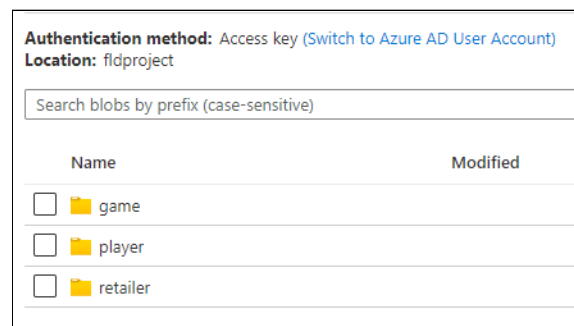 Authentication method: Access key (Switch to Azure AD User Account)
Location: fldproject
Search blobs by prefix (case-sensitive)
Name Modified
game
player
retailer